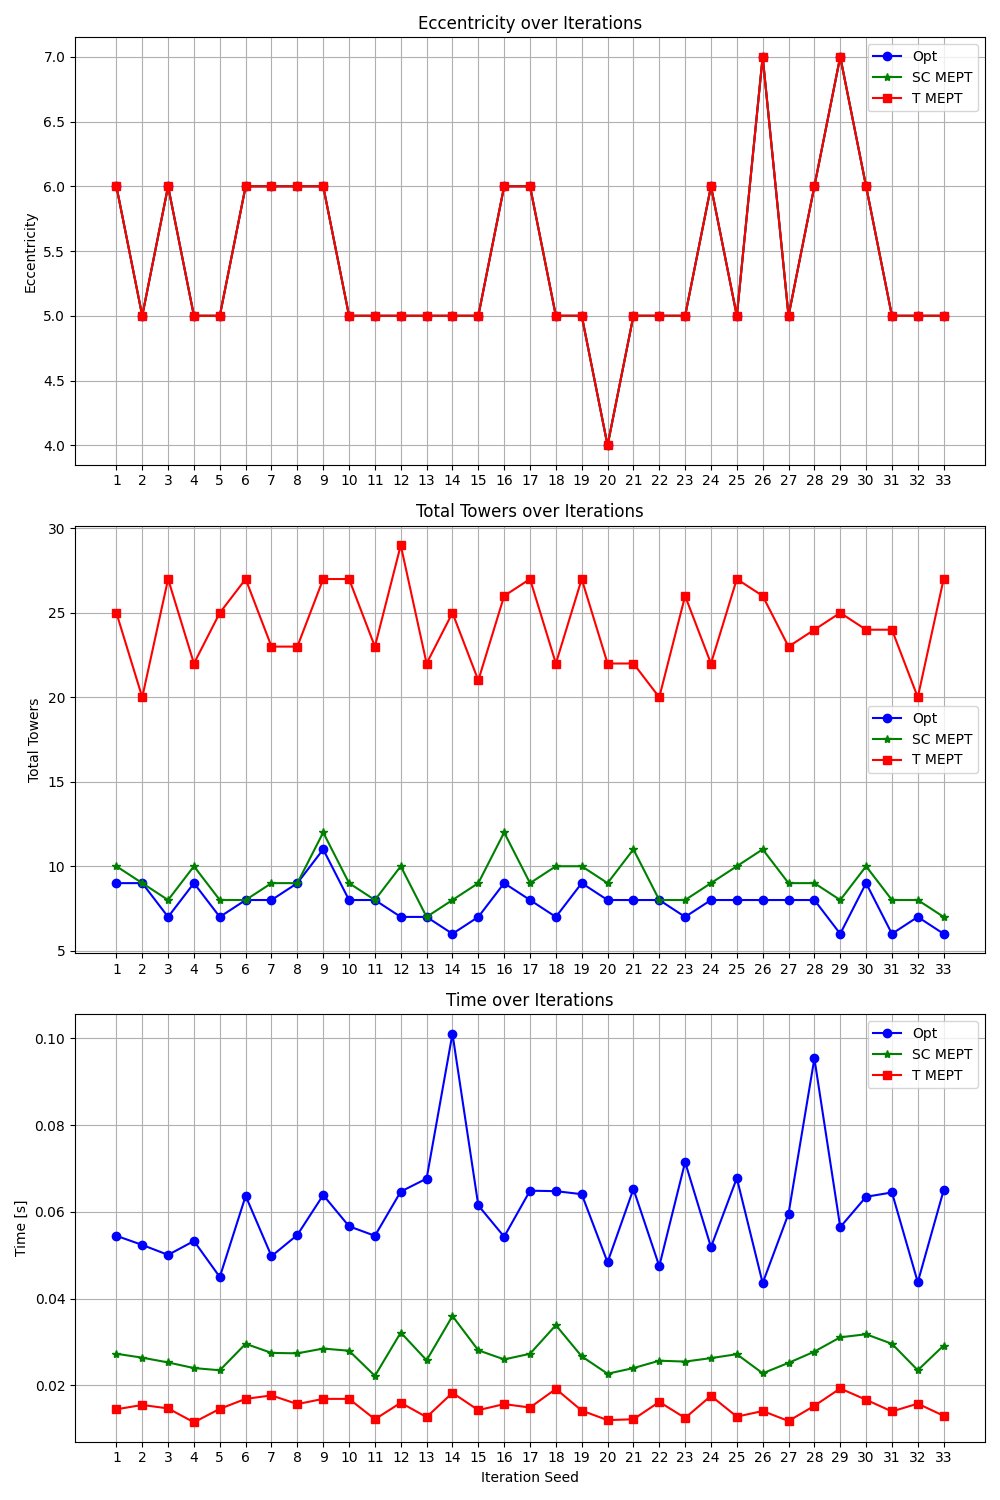 Eccentricity over Iterations
7.0
6.5
6.0
5.5
5.0
4.5
4.0
Eccentricity
Opt
SC MEPT
T MEPT
1 2 3 4 5 6 7 8 9 10 11 12 13 14 15 16 17 18 19 20 21 22 23 24 25 26 27 28 29 30 31 32 33
Total Towers over Iterations
30
25
20
15
10
5
Total Towers
Opt
SC MEPT
T MEPT
1 2 3 4 5 6 7 8 9 10 11 12 13 14 15 16 17 18 19 20 21 22 23 24 25 26 27 28 29 30 31 32 33
Time over Iterations
0.10
0.08
0.06
0.04
0.02
Time [s]
Opt
SC MEPT
T MEPT
1 2 3 4 5 6 7 8 9 10 11 12 13 14 15 16 17 18 19 20 21 22 23 24 25 26 27 28 29 30 31 32 33
Iteration Seed